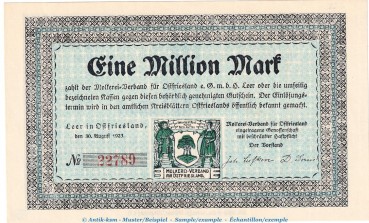 Eine Million Mark
zahlt der Molkerei-Verband für Ostfriesland e. G. m. b. H. Leer oder die umseitig
bezeichneten Kassen gegen diesen behördlich genehmigten Gutschein. Der Einlösungs-
termin wird in den amtlichen Kreisblättern Ostfrieslands öffentlich bekannt gemacht.
Leer in Ostfriesland,
den 10. August 1923.
№ 22789
MOLKEREI-VERBAND
FÜR OSTFRIESLAND.
Molkerei-Verband für Ostfriesland
eingetragene Genossenschaft
mit beschränkter Haftpflicht
Der Vorstand
© Antik-kom - Muster/Beispiel - Sample/exemple - Échantillon/exemple